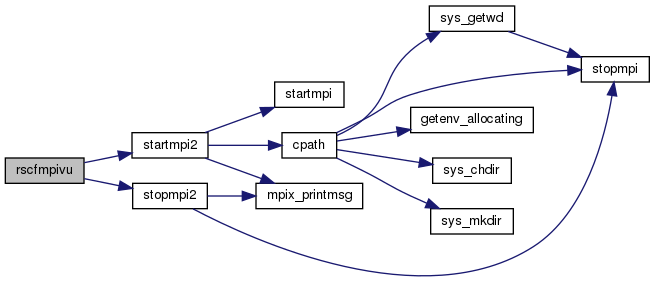 rscfmpivu
startmpi2
stopmpi2
startmpi
cpath
mpix_printmsg
sys_getwd
getenv_allocating
sys_chdir
sys_mkdir
stopmpi